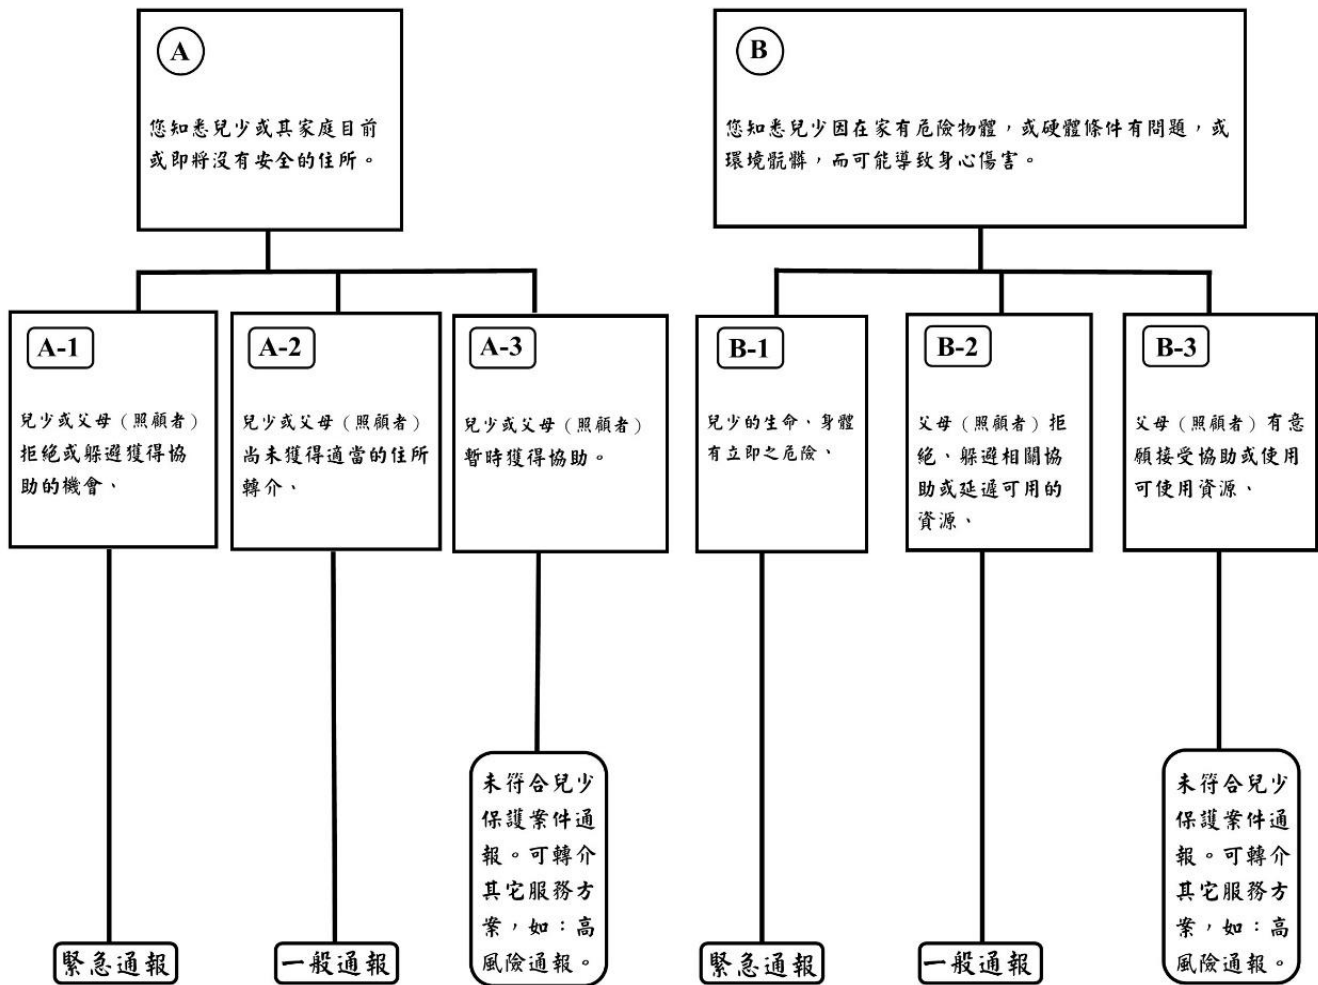 A
您知悉兒少或其家庭目前
或即將沒有安全的住所。
B
您知悉兒少因在家有危險物體，或硬體條件有問題，或
環境骯髒，而可能導致身心傷害。
A-1
兒少或父母（照顧者）
拒絕或躲避獲得協
助的機會、
A-2
兒少或父母（照顧者）
尚未獲得適當的住所
轉介、
A-3
兒少或父母（照顧者）
暫時獲得協助。
B-1
兒少的生命、身體
有立即之危險、
B-2
父母（照顧者）拒
絕、躲避相關協
助或延遲可用的
資源、
B-3
父母（照顧者）有意
願接受協助或使用
可使用資源、
緊急通報
一般通報
未符合兒少
保護案件通
報。可轉介
其它服務方
案，如：高
風險通報。
緊急通報
一般通報
未符合兒少
保護案件通
報。可轉介
其它服務方
案，如：高
風險通報。